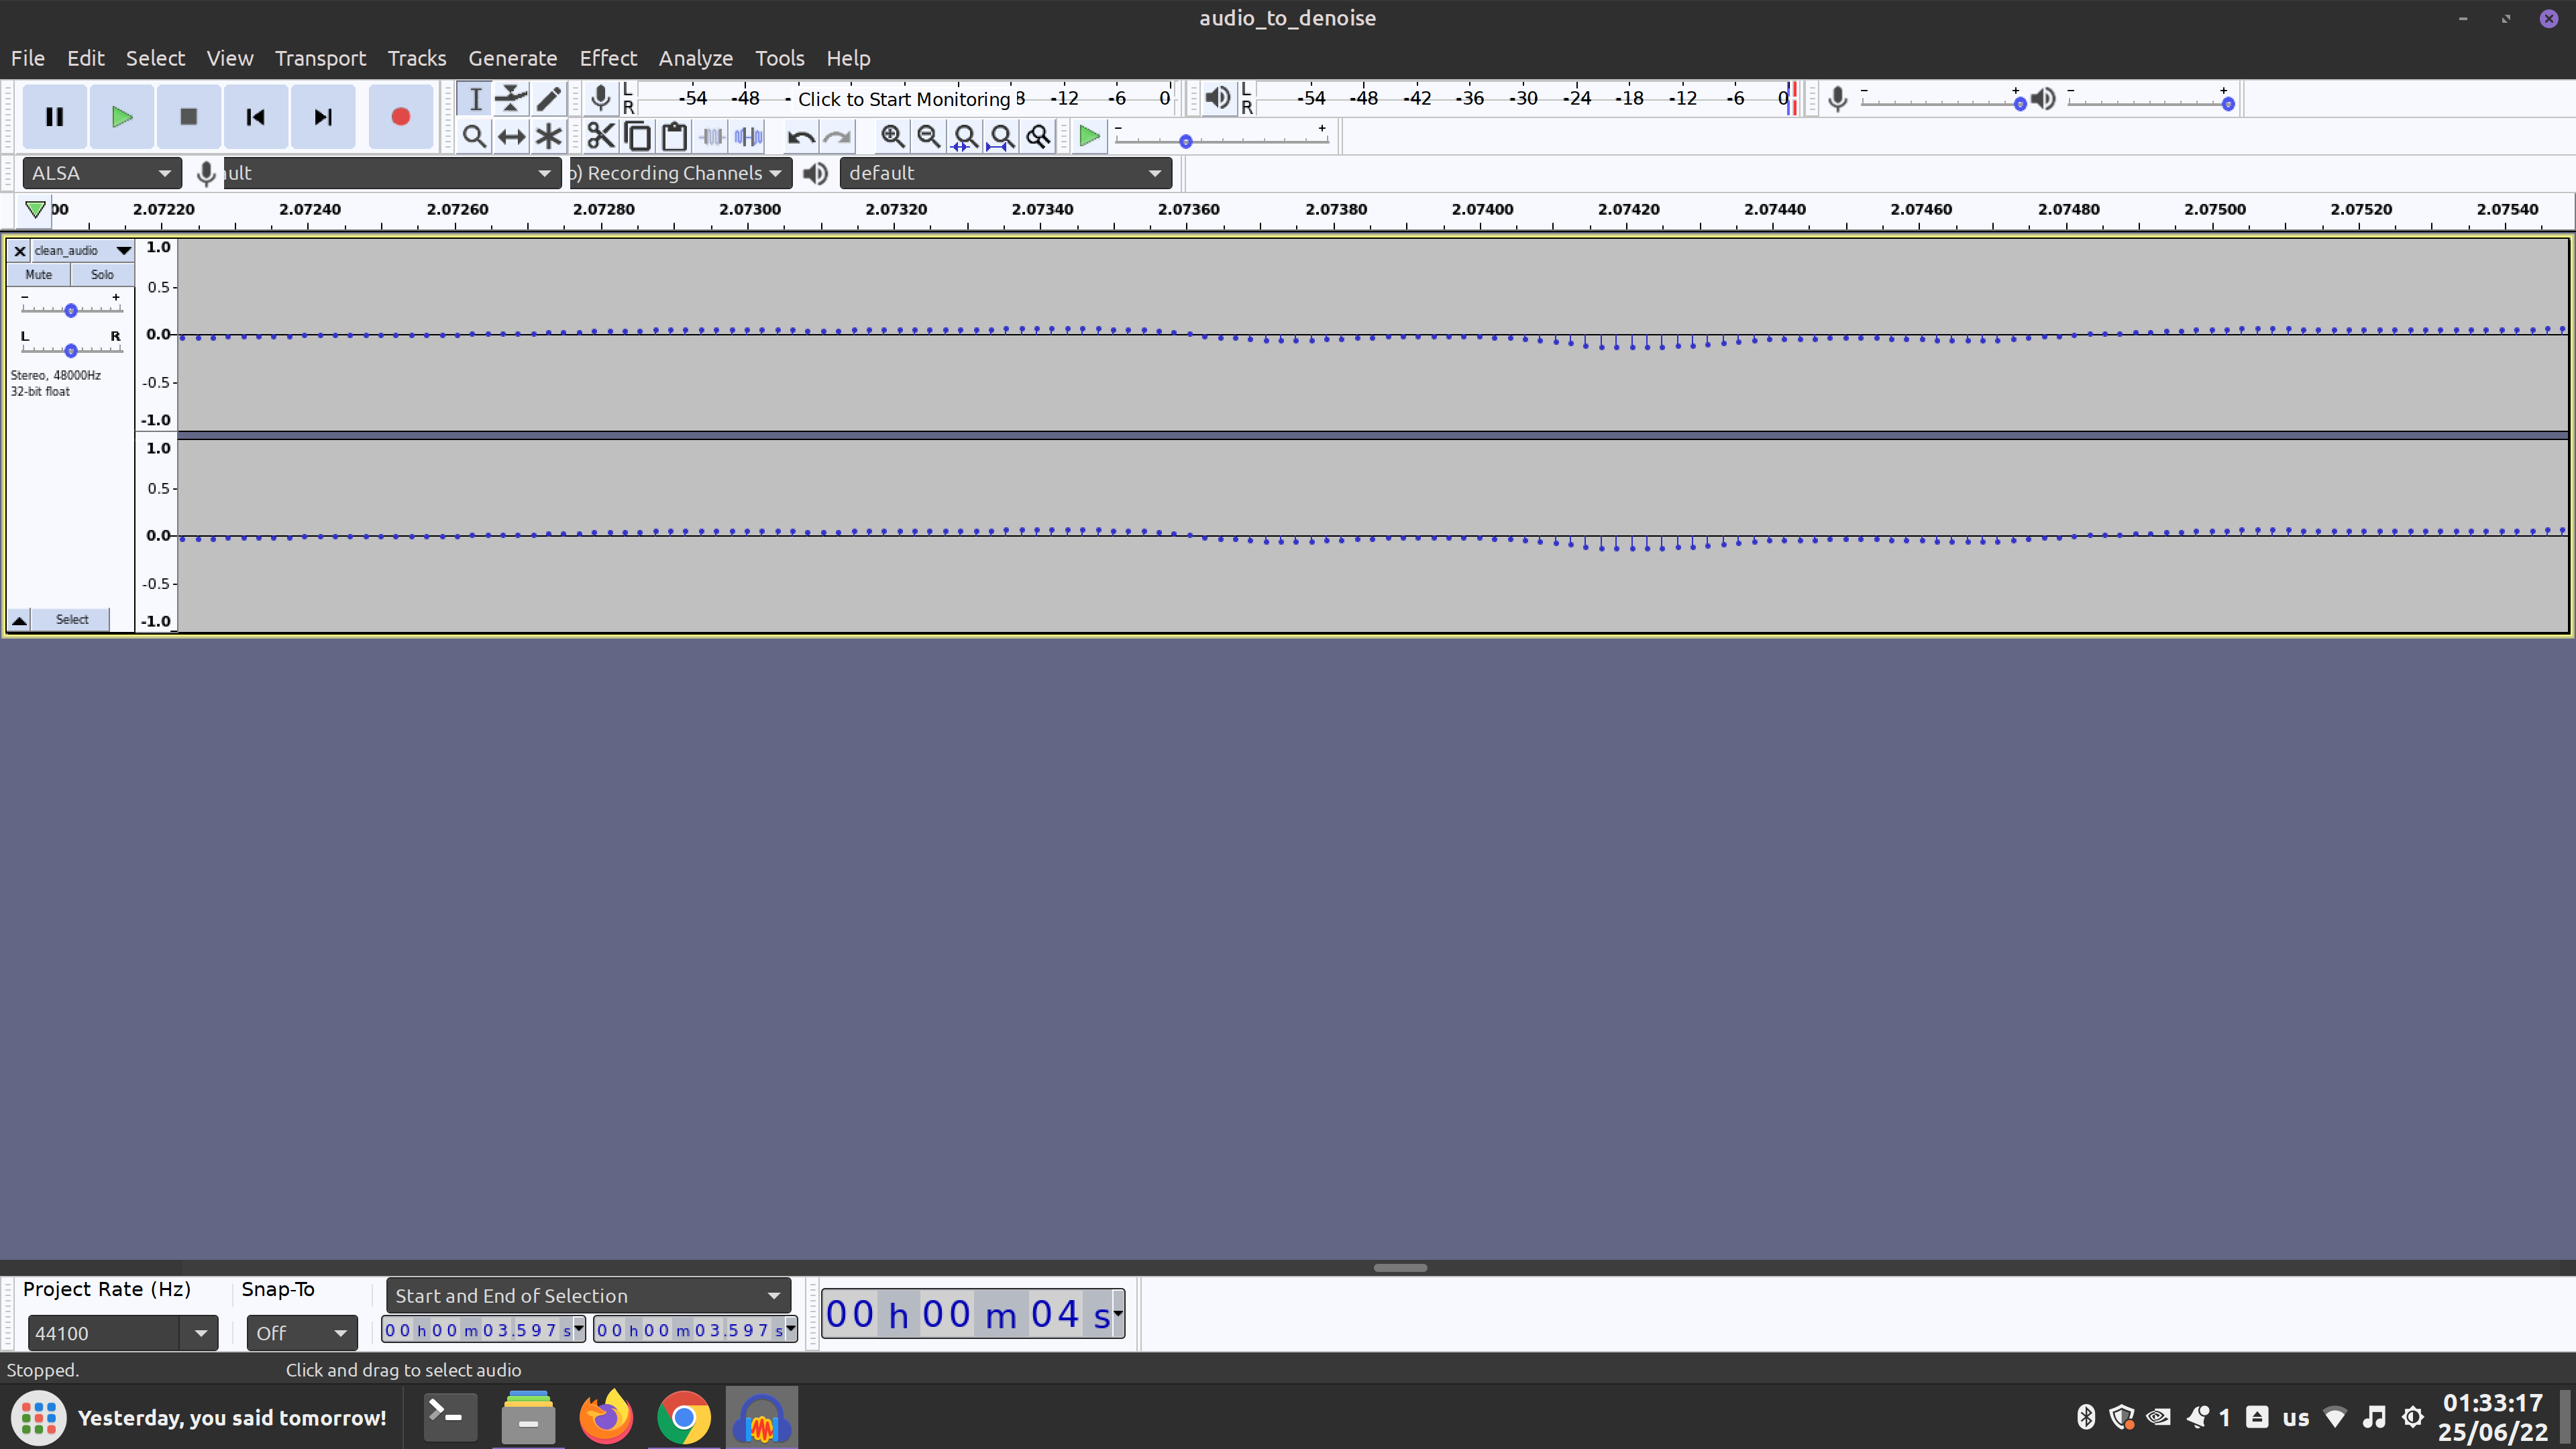 audio_to_denoise
File Edit Select View Transport Tracks Generate Effect Analyze Tools Help
L
R
-54 -48 - Click to Start Monitoring 8 -12 -6 0
L
R
-54 -48 -42 -36 -30 -24 -18 -12 -6 0
- +
- +
- +
ALSA
ult
o) Recording Channels
default
00 2.07220 2.07240 2.07260 2.07280 2.07300 2.07320 2.07340 2.07360 2.07380 2.07400 2.07420 2.07440 2.07460 2.07480 2.07500 2.07520 2.07540
clean_audio
Mute Solo
- +
L R
Stereo, 48000Hz
32-bit float
Select
1.0
0.5
0.0
-0.5
-1.0
1.0
0.5
0.0
-0.5
-1.0
Project Rate (Hz) Snap-To Start and End of Selection
44100 Off 00 h 00 m 03.597 s 00 h 00 m 03.597 s
00 h 00 m 04 s
Stopped. Click and drag to select audio
Yesterday, you said tomorrow!
1 us
01:33:17
25/06/22